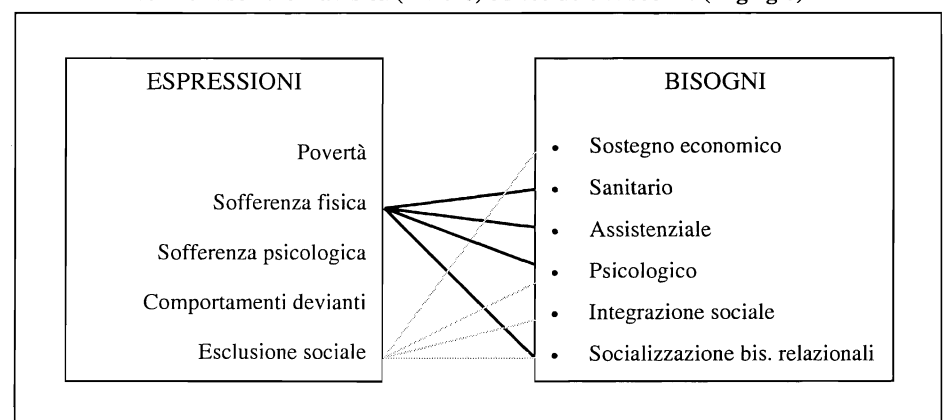 ESPRESSIONI
Povertà
Sofferenza fisica
Sofferenza psicologica
Comportamenti devianti
Esclusione sociale
BISOGNI
• Sostegno economico
• Sanitario
• Assistenziale
• Psicologico
• Integrazione sociale
• Socializzazione bis. relazionali